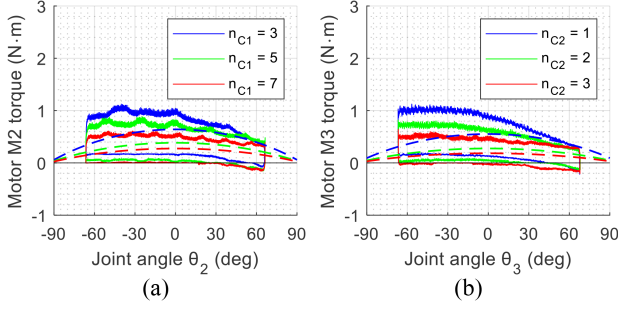 Motor M2 torque (N·m)
3
2
1
0
-1
n_C1 = 3
n_C1 = 5
n_C1 = 7
-90 -60 -30 0 30 60 90
Joint angle θ_2 (deg)
(a)
Motor M3 torque (N·m)
3
2
1
0
-1
n_C2 = 1
n_C2 = 2
n_C2 = 3
-90 -60 -30 0 30 60 90
Joint angle θ_3 (deg)
(b)